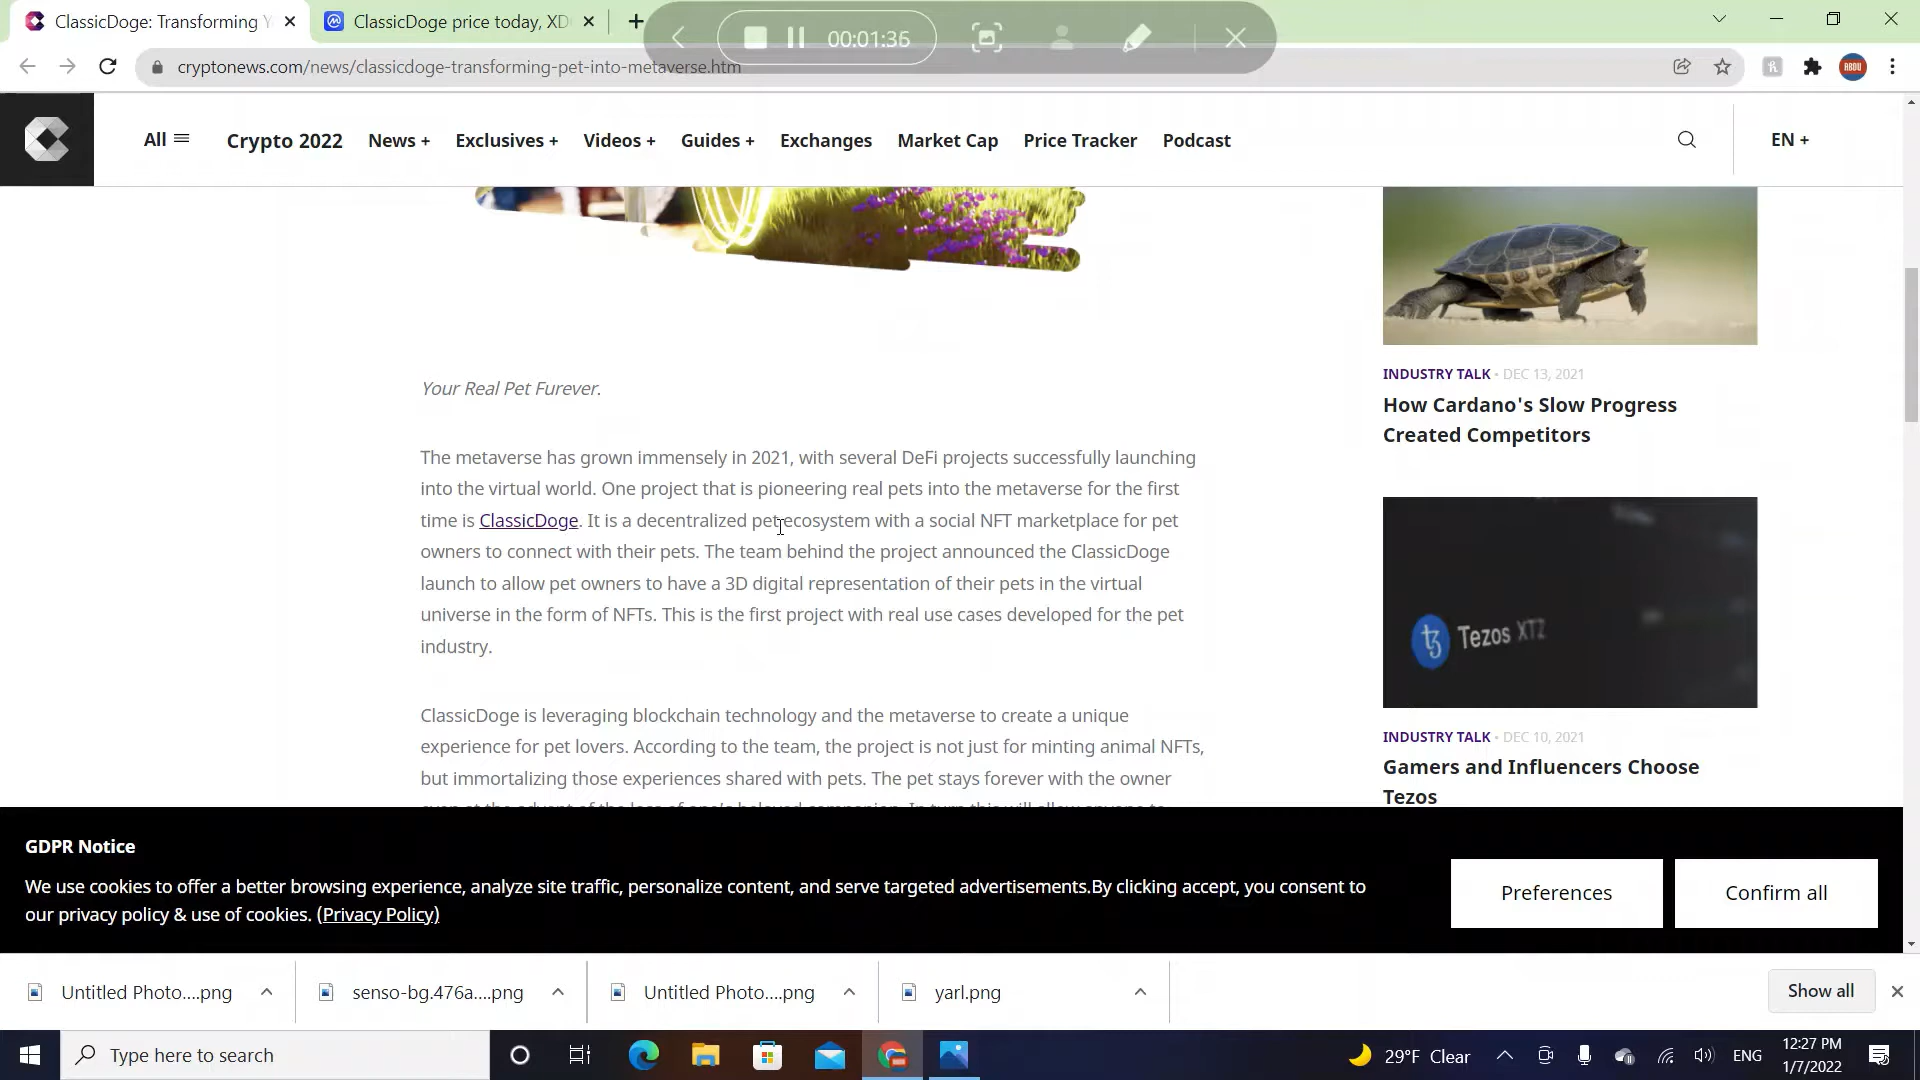 ClassicDoge: Transforming Y
ClassicDoge price today, XD
00:01:36
cryptonews.com/news/classicdoge-transforming-pet-into-metaverse.htm
ABDU
All
Crypto 2022
News +
Exclusives +
Videos +
Guides +
Exchanges
Market Cap
Price Tracker
Podcast
EN +
Your Real Pet Furever.
The metaverse has grown immensely in 2021, with several DeFi projects successfully launching
into the virtual world. One project that is pioneering real pets into the metaverse for the first
time is ClassicDoge. It is a decentralized pet ecosystem with a social NFT marketplace for pet
owners to connect with their pets. The team behind the project announced the ClassicDoge
launch to allow pet owners to have a 3D digital representation of their pets in the virtual
universe in the form of NFTs. This is the first project with real use cases developed for the pet
industry.
ClassicDoge is leveraging blockchain technology and the metaverse to create a unique
experience for pet lovers. According to the team, the project is not just for minting animal NFTs,
but immortalizing those experiences shared with pets. The pet stays forever with the owner
INDUSTRY TALK • DEC 13, 2021
How Cardano's Slow Progress
Created Competitors
Tezos XTZ
INDUSTRY TALK • DEC 10, 2021
Gamers and Influencers Choose
Tezos
GDPR Notice
We use cookies to offer a better browsing experience, analyze site traffic, personalize content, and serve targeted advertisements.By clicking accept, you consent to
our privacy policy & use of cookies. (Privacy Policy)
Preferences
Confirm all
Untitled Photo....png
senso-bg.476a....png
Untitled Photo....png
yarl.png
Show all
Type here to search
29°F Clear
ENG
12:27 PM
1/7/2022